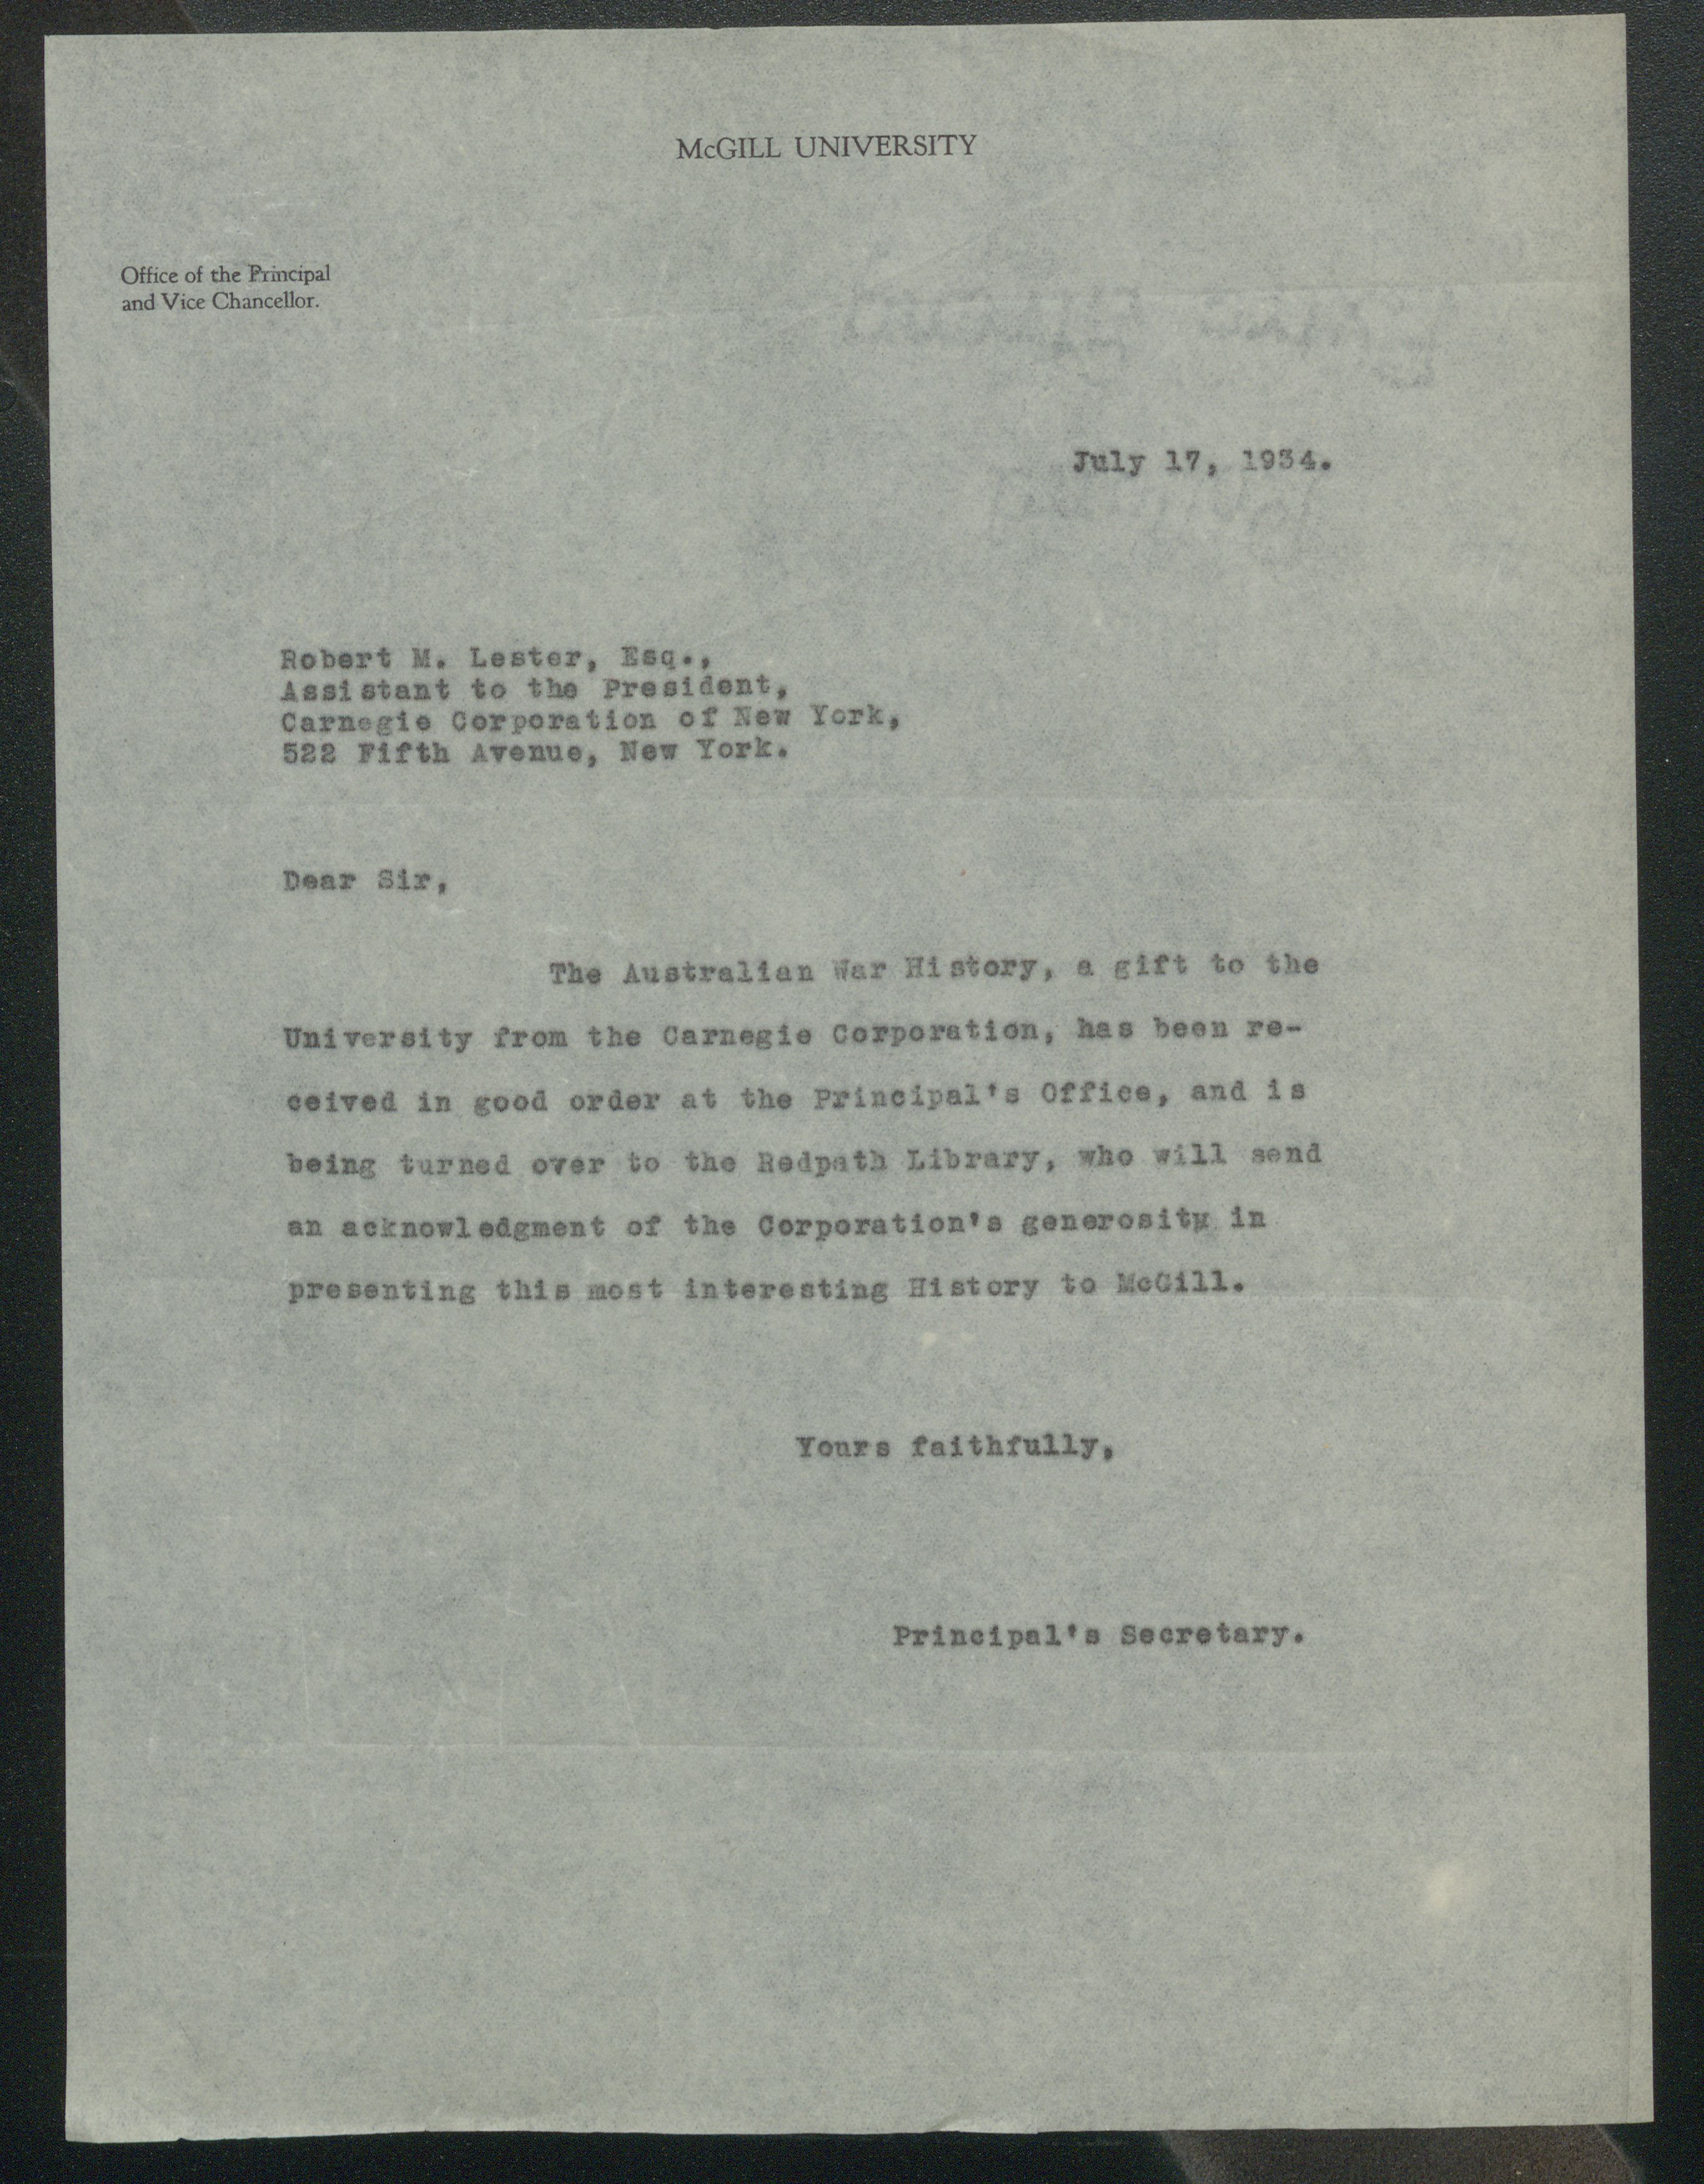 McGILL UNIVERSITY
Office of the Principal
and Vice Chancellor.
July 17, 1934.
Robert M. Lester, Esq.,
Assistant to the President,
Carnegie Corporation of New York,
522 Fifth Avenue, New York.
Dear Sir,
The Australian War History, a gift to the
University from the Carnegie Corporation, has been re-
ceived in good order at the Principal's Office, and is
being turned over to the Redpath Library, who will send
an acknowledgment of the Corporation's generosity in
presenting this most interesting History to McGill.
Yours faithfully,
Principal's Secretary.